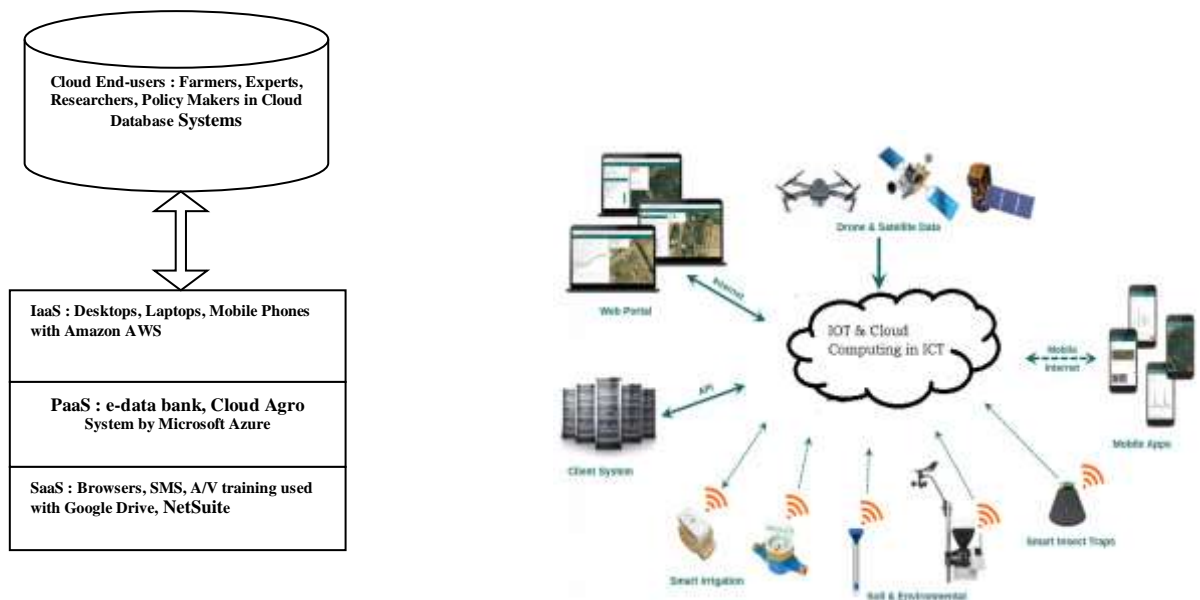 Cloud End-users : Farmers, Experts,
Researchers, Policy Makers in Cloud
Database Systems
IaaS : Desktops, Laptops, Mobile Phones
with Amazon AWS
PaaS : e-data bank, Cloud Agro
System by Microsoft Azure
SaaS : Browsers, SMS, A/V training used
with Google Drive, NetSuite
Drone & Satellite Data
Internet
Web Portal
IOT & Cloud
Computing in ICT
Mobile
Internet
API
Mobile Apps
Client System
Smart Insect Traps
Smart Irrigation
Soil & Environmental